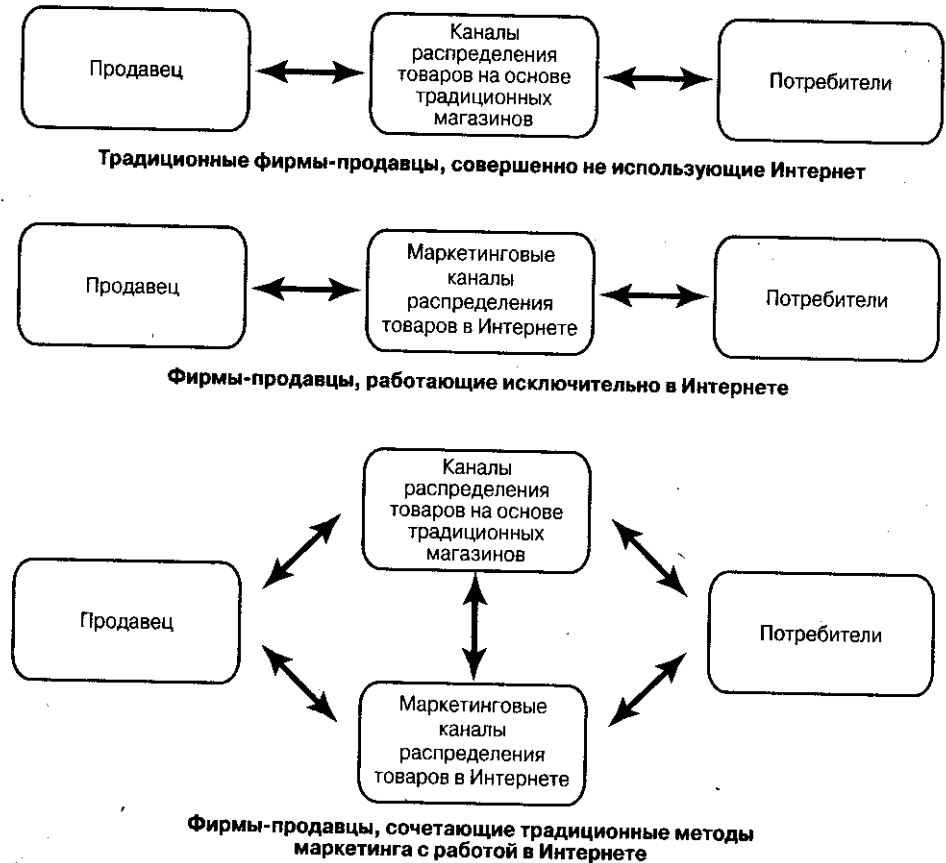 Продавец
Каналы
распределения
товаров на основе
традиционных
магазинов
Потребители
Традиционные фирмы-продавцы, совершенно не использующие Интернет
Продавец
Маркетинговые
каналы
распределения
товаров в Интернете
Потребители
Фирмы-продавцы, работающие исключительно в Интернете
Каналы
распределения
товаров на основе
традиционных
магазинов
Продавец
Потребители
Маркетинговые
каналы
распределения
товаров в Интернете
Фирмы-продавцы, сочетающие традиционные методы
маркетинга с работой в Интернете